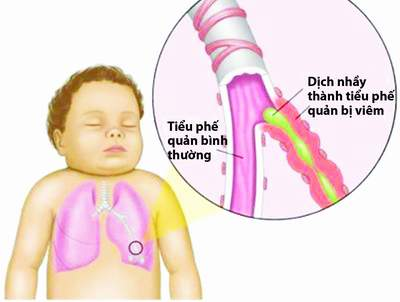 Dịch nhầy
thành tiểu phế
quản bị viêm
Tiểu phế
quản bình
thường